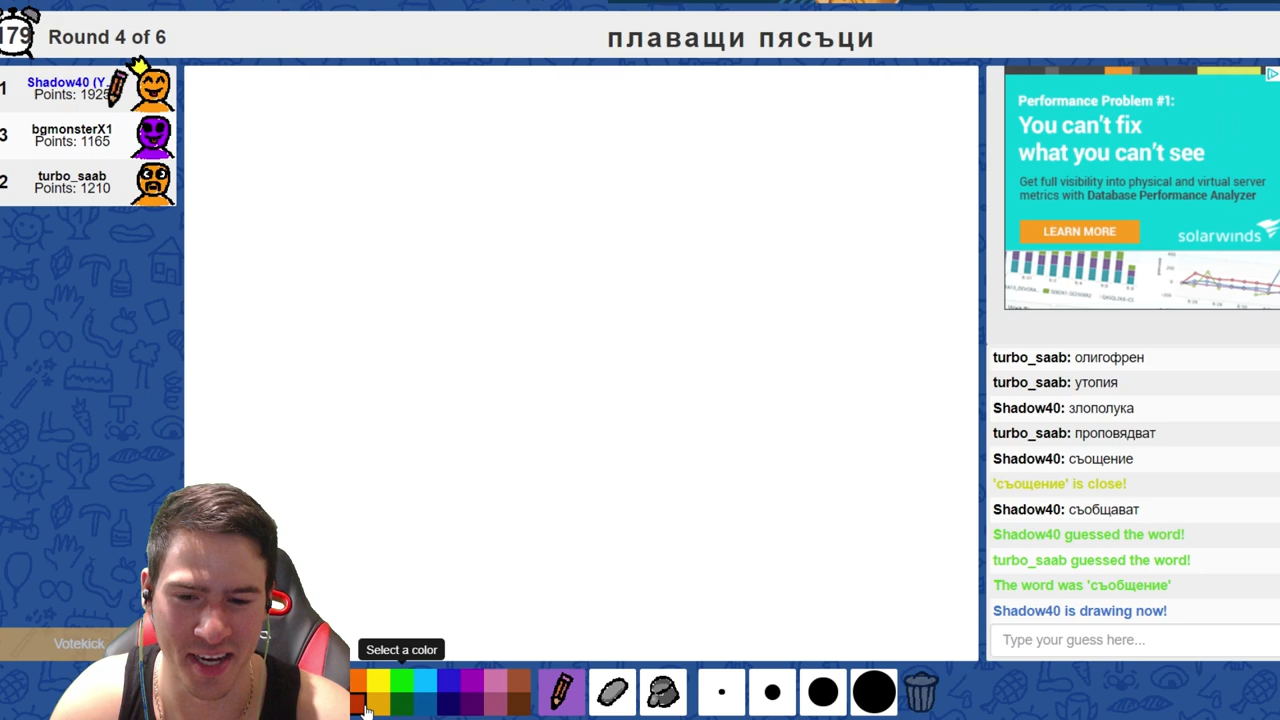 179
Round 4 of 6
плаващи пясъци
1
Shadow40 (Y
Points: 1925
3
bgmonsterX1
Points: 1165
2
turbo_saab
Points: 1210
Performance Problem #1:
You can't fix
what you can't see
Get full visibility into physical and virtual server
metrics with Database Performance Analyzer
LEARN MORE
solarwinds
turbo_saab: олигофрен
turbo_saab: утопия
Shadow40: злополука
turbo_saab: проповядват
Shadow40: съощение
'съощение' is close!
Shadow40: съобщават
Shadow40 guessed the word!
turbo_saab guessed the word!
The word was 'съобщение'
Shadow40 is drawing now!
Type your guess here...
Votekick
Select a color